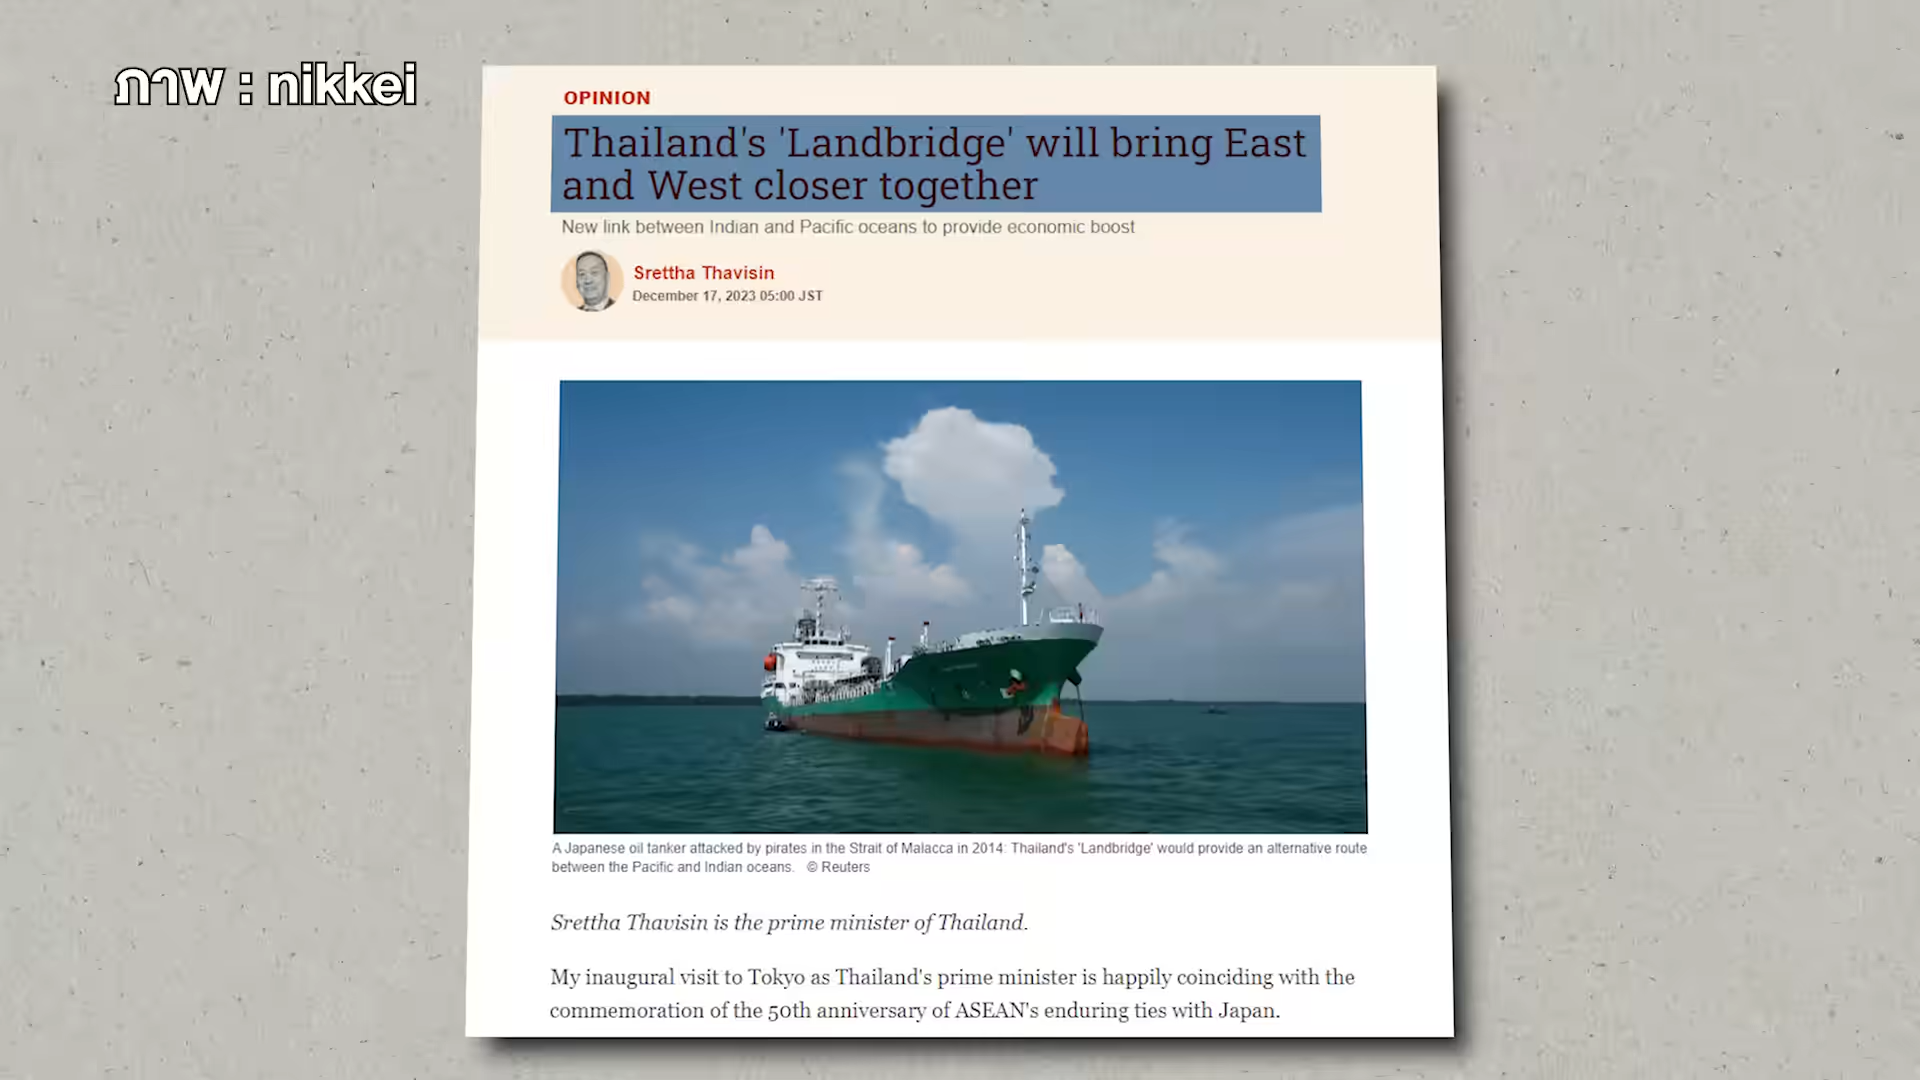 ภาพ : nikkei
OPINION
Thailand's 'Landbridge' will bring East
and West closer together
New link between Indian and Pacific oceans to provide economic boost
Srettha Thavisin
December 17, 2023 05:00 JST
A Japanese oil tanker attacked by pirates in the Strait of Malacca in 2014: Thailand's 'Landbridge' would provide an alternative route
between the Pacific and Indian oceans. © Reuters
Srettha Thavisin is the prime minister of Thailand.
My inaugural visit to Tokyo as Thailand's prime minister is happily coinciding with the
commemoration of the 50th anniversary of ASEAN's enduring ties with Japan.